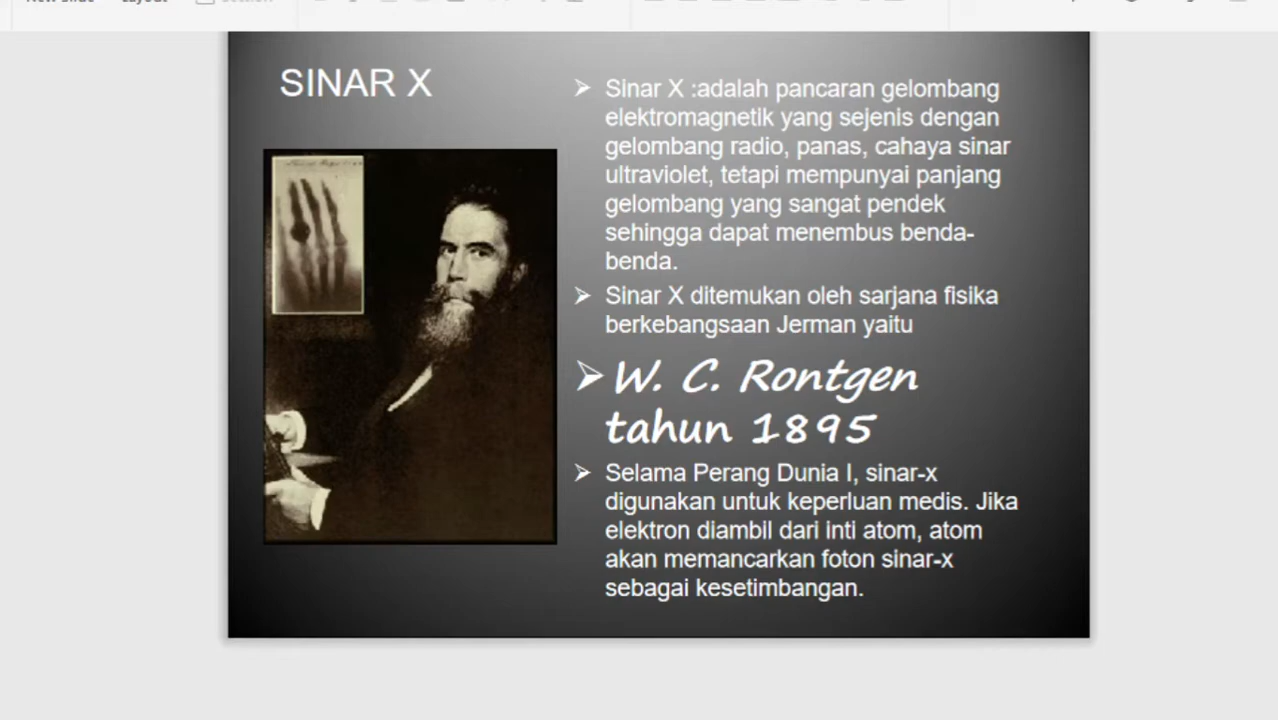 SINAR X
Sinar X :adalah pancaran gelombang
elektromagnetik yang sejenis dengan
gelombang radio, panas, cahaya sinar
ultraviolet, tetapi mempunyai panjang
gelombang yang sangat pendek
sehingga dapat menembus benda-
benda.
Sinar X ditemukan oleh sarjana fisika
berkebangsaan Jerman yaitu
W. C. Rontgen
tahun 1895
Selama Perang Dunia I, sinar-x
digunakan untuk keperluan medis. Jika
elektron diambil dari inti atom, atom
akan memancarkan foton sinar-x
sebagai kesetimbangan.